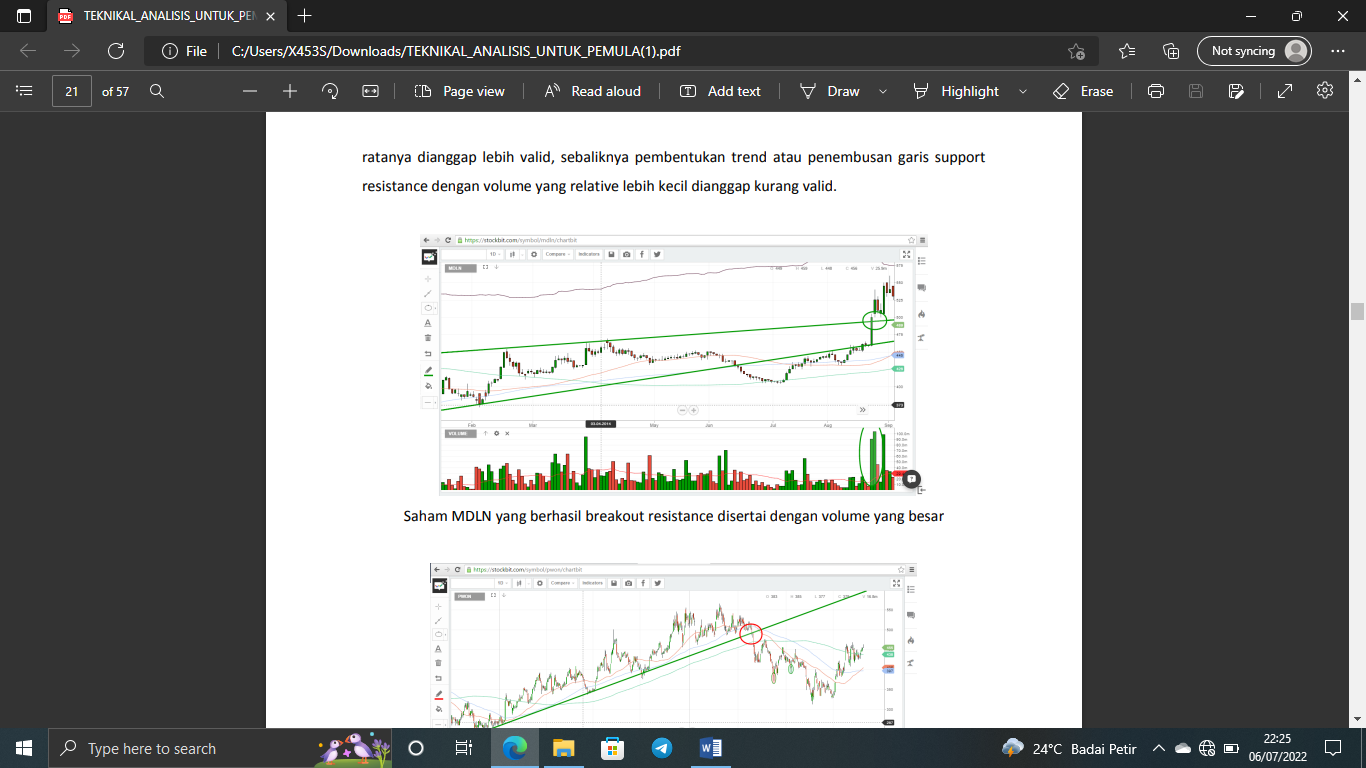 TEKNIKAL_ANALISIS_UNTUK_PEM
File C:/Users/X453S/Downloads/TEKNIKAL_ANALISIS_UNTUK_PEMULA(1).pdf
Not syncing
21 of 57
Page view
Read aloud
Add text
Draw
Highlight
Erase
ratanya dianggap lebih valid, sebaliknya pembentukan trend atau penembusan garis support
resistance dengan volume yang relative lebih kecil dianggap kurang valid.
https://stockbit.com/symbol/mdln/chartbit
1D Compare Indicators
MDLN
Feb Mar 03.04.2014 May Jun Jul Aug Sep
VOLUME
Saham MDLN yang berhasil breakout resistance disertai dengan volume yang besar
https://stockbit.com/symbol/pwon/chartbit
Compare Indicators
PWON
Type here to search
24°C Badai Petir
22:25
06/07/2022